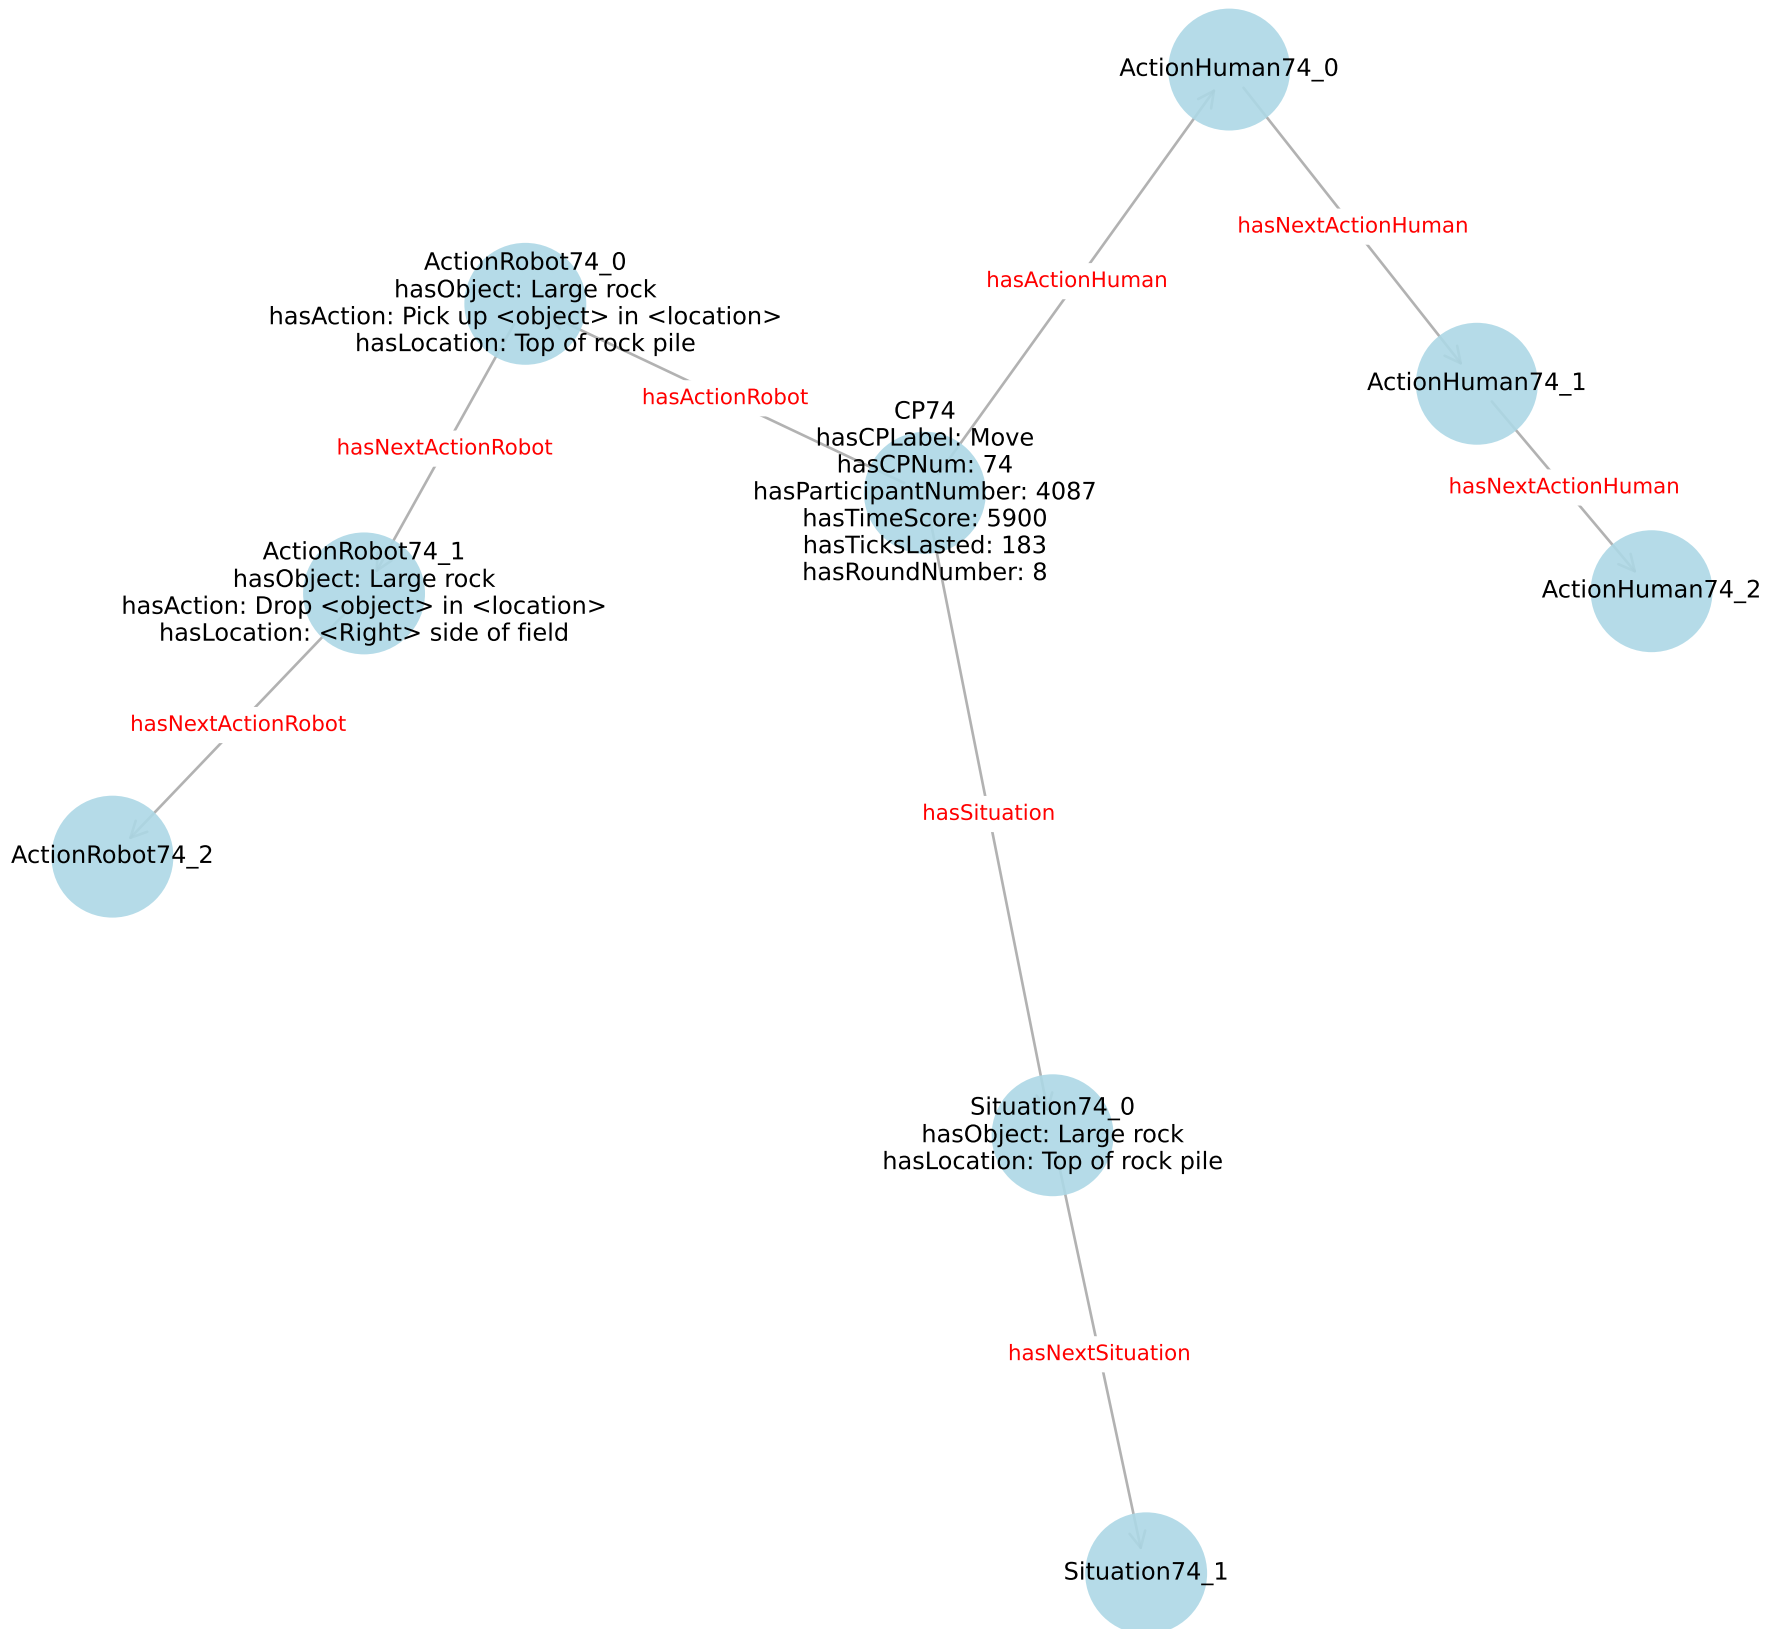 ActionHuman74_0
hasNextActionHuman
ActionRobot74_0
hasObject: Large rock
hasAction: Pick up <object> in <location>
hasLocation: Top of rock pile
hasActionHuman
ActionHuman74_1
hasActionRobot
CP74
hasCPLabel: Move
hasCPNum: 74
hasParticipantNumber: 4087
hasTimeScore: 5900
hasTicksLasted: 183
hasRoundNumber: 8
hasNextActionRobot
hasNextActionHuman
ActionRobot74_1
hasObject: Large rock
hasAction: Drop <object> in <location>
hasLocation: <Right> side of field
ActionHuman74_2
hasNextActionRobot
hasSituation
ActionRobot74_2
Situation74_0
hasObject: Large rock
hasLocation: Top of rock pile
hasNextSituation
Situation74_1